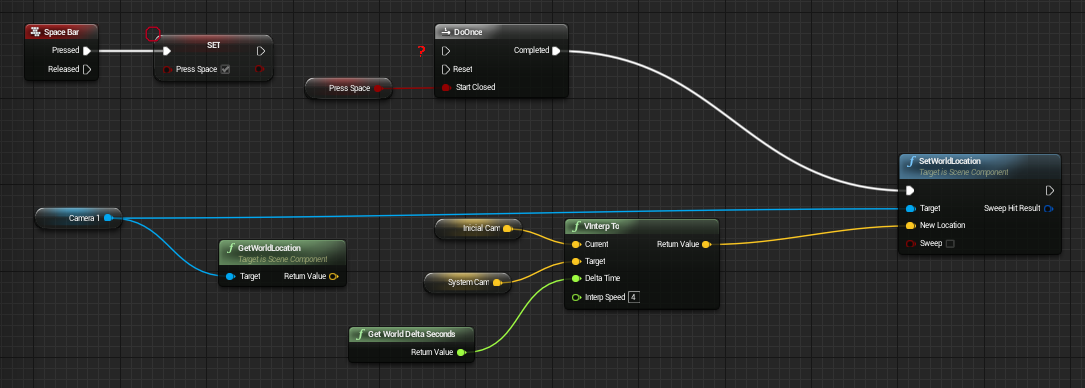 Space Bar
Pressed
Released
SET
Press Space
?
DoOnce
Completed
Reset
Start Closed
Press Space
SetWorldLocation
Target is Scene Component
Target
Sweep Hit Result
New Location
Sweep
Camera 1
GetWorldLocation
Target is Scene Component
Target
Return Value
Inicial Cam
System Cam
VInterp To
Current
Return Value
Target
Delta Time
Interp Speed 4
Get World Delta Seconds
Return Value